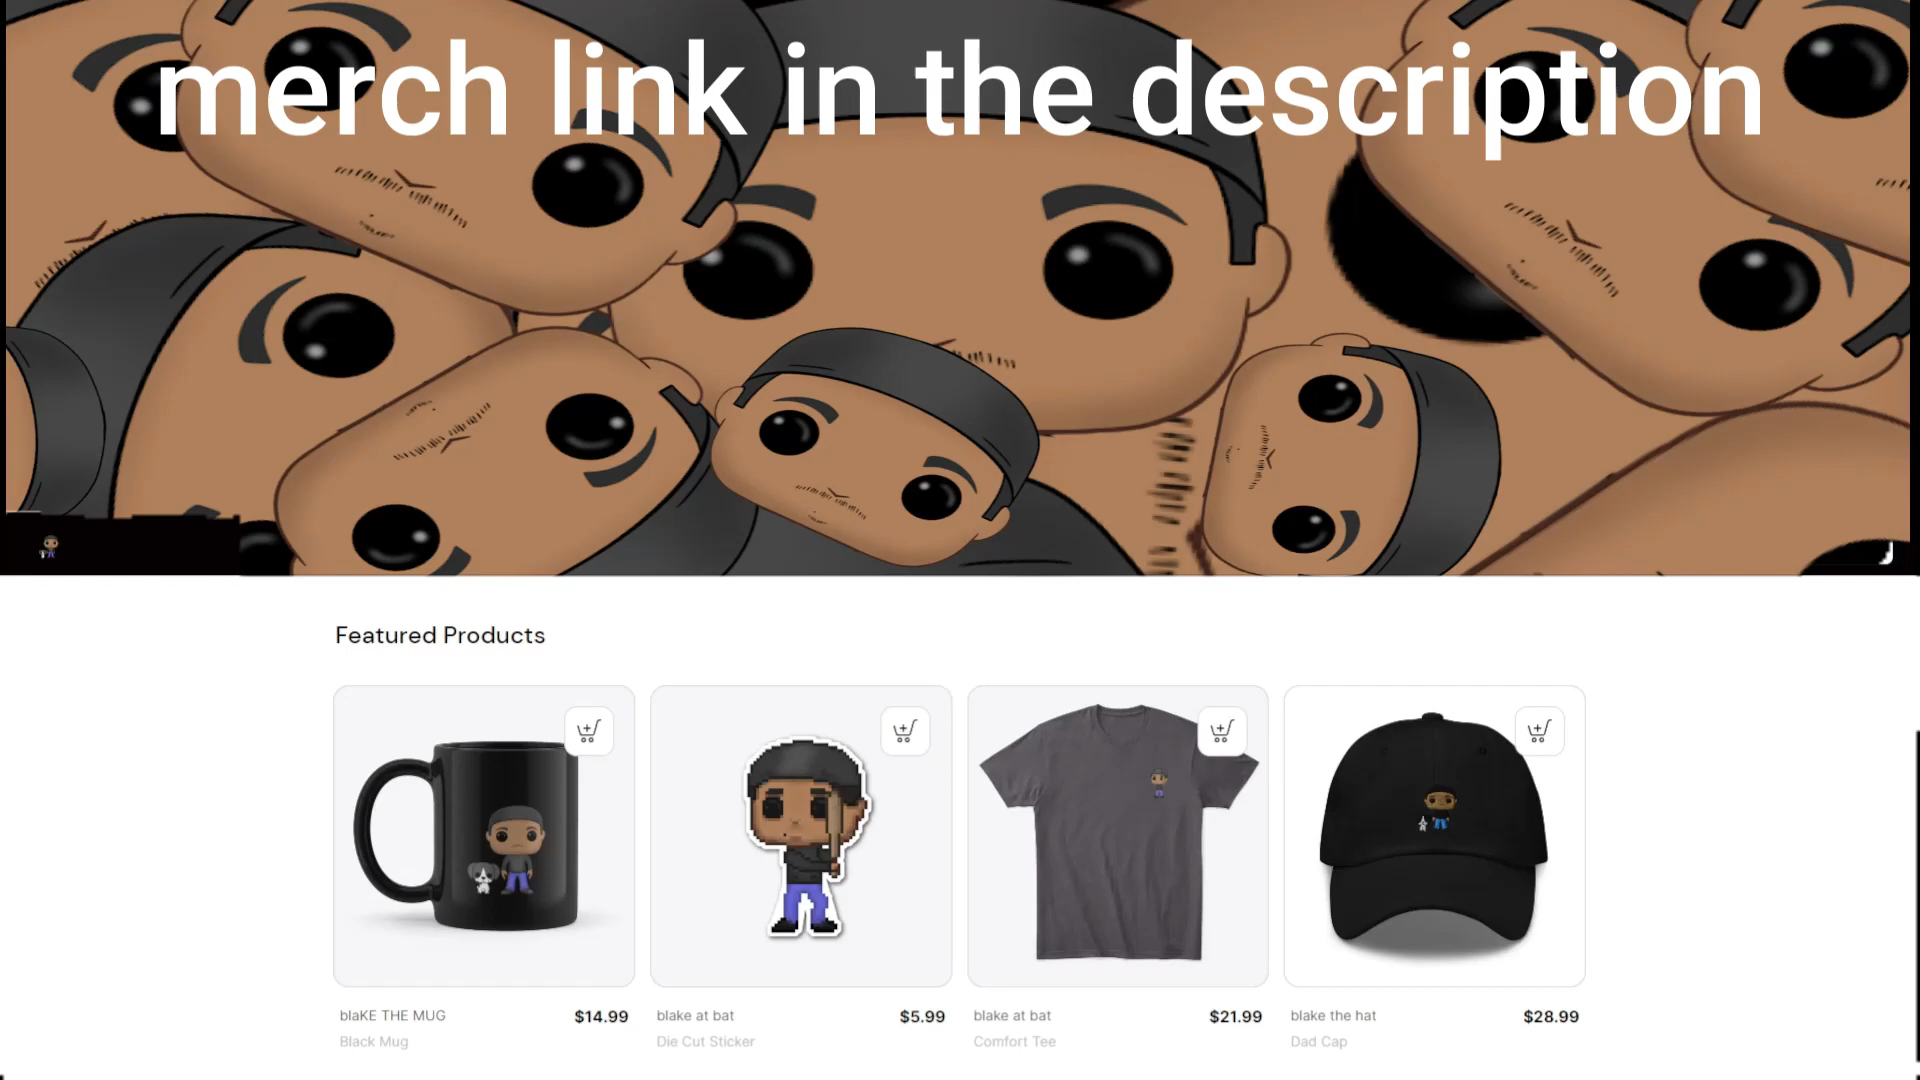 merch link in the description
Featured Products
blaKE THE MUG $14.99
Black Mug
blake at bat $5.99
Die Cut Sticker
blake at bat $21.99
Comfort Tee
blake the hat $28.99
Dad Cap